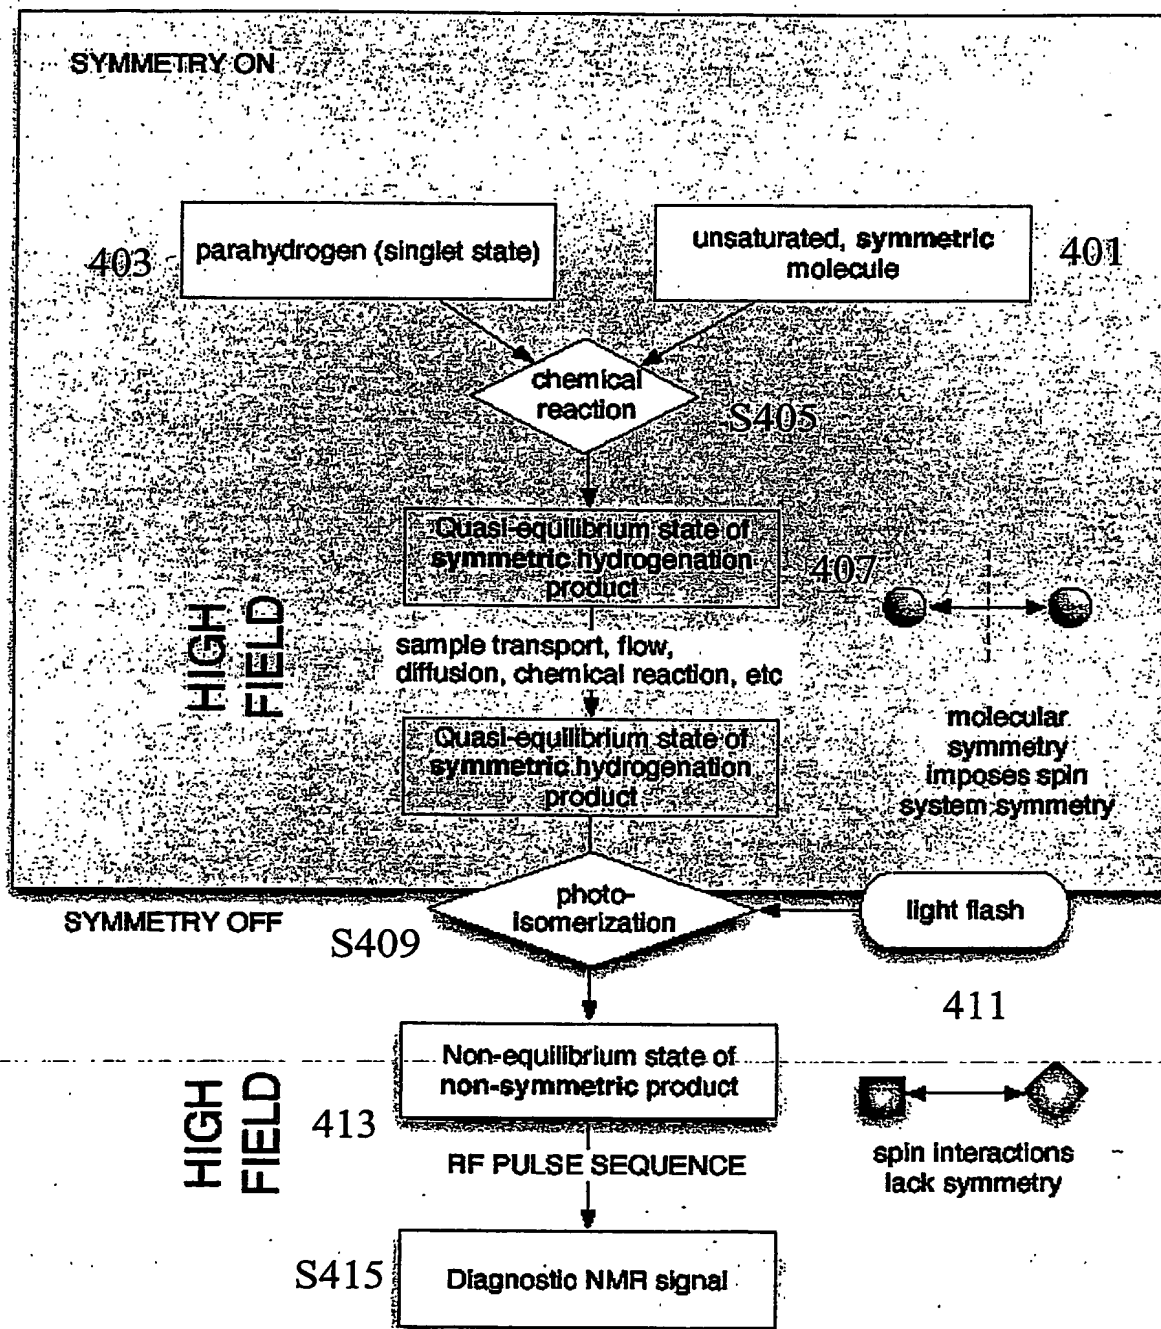 SYMMETRY ON
403
parahydrogen (singlet state)
unsaturated, symmetric
molecule
401
chemical
reaction
S405
Quasi-equilibrium state of
symmetric hydrogenation
product
407
HIGH
FIELD
sample transport, flow,
diffusion, chemical reaction, etc
Quasi-equilibrium state of
symmetric hydrogenation
product
molecular
symmetry
imposes spin
system symmetry
SYMMETRY OFF
S409
photo-
isomerization
light flash
411
Non-equilibrium state of
non-symmetric product
413
HIGH
FIELD
RF PULSE SEQUENCE
spin interactions
lack symmetry
S415
Diagnostic NMR signal